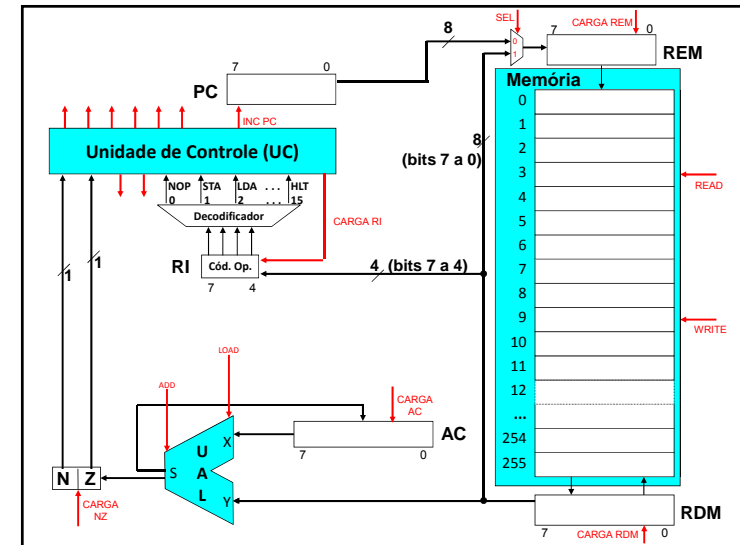 SEL
CARGA REM
8
7 0
0
1
REM
7 0
PC
Memória
INC PC
Unidade de Controle (UC)
8
(bits 7 a 0)
NOP STA LDA . . . HLT
0 1 2 . . . 15
Decodificador
CARGA RI
RI
Cód. Op.
7 4
4 (bits 7 a 4)
1
1
0
1
2
3
4
5
6
7
8
9
10
11
12
...
254
255
READ
WRITE
LOAD
ADD
CARGA
AC
AC
7 0
X
U
A
L
S
Y
N Z
CARGA
NZ
RDM
7 0
CARGA RDM